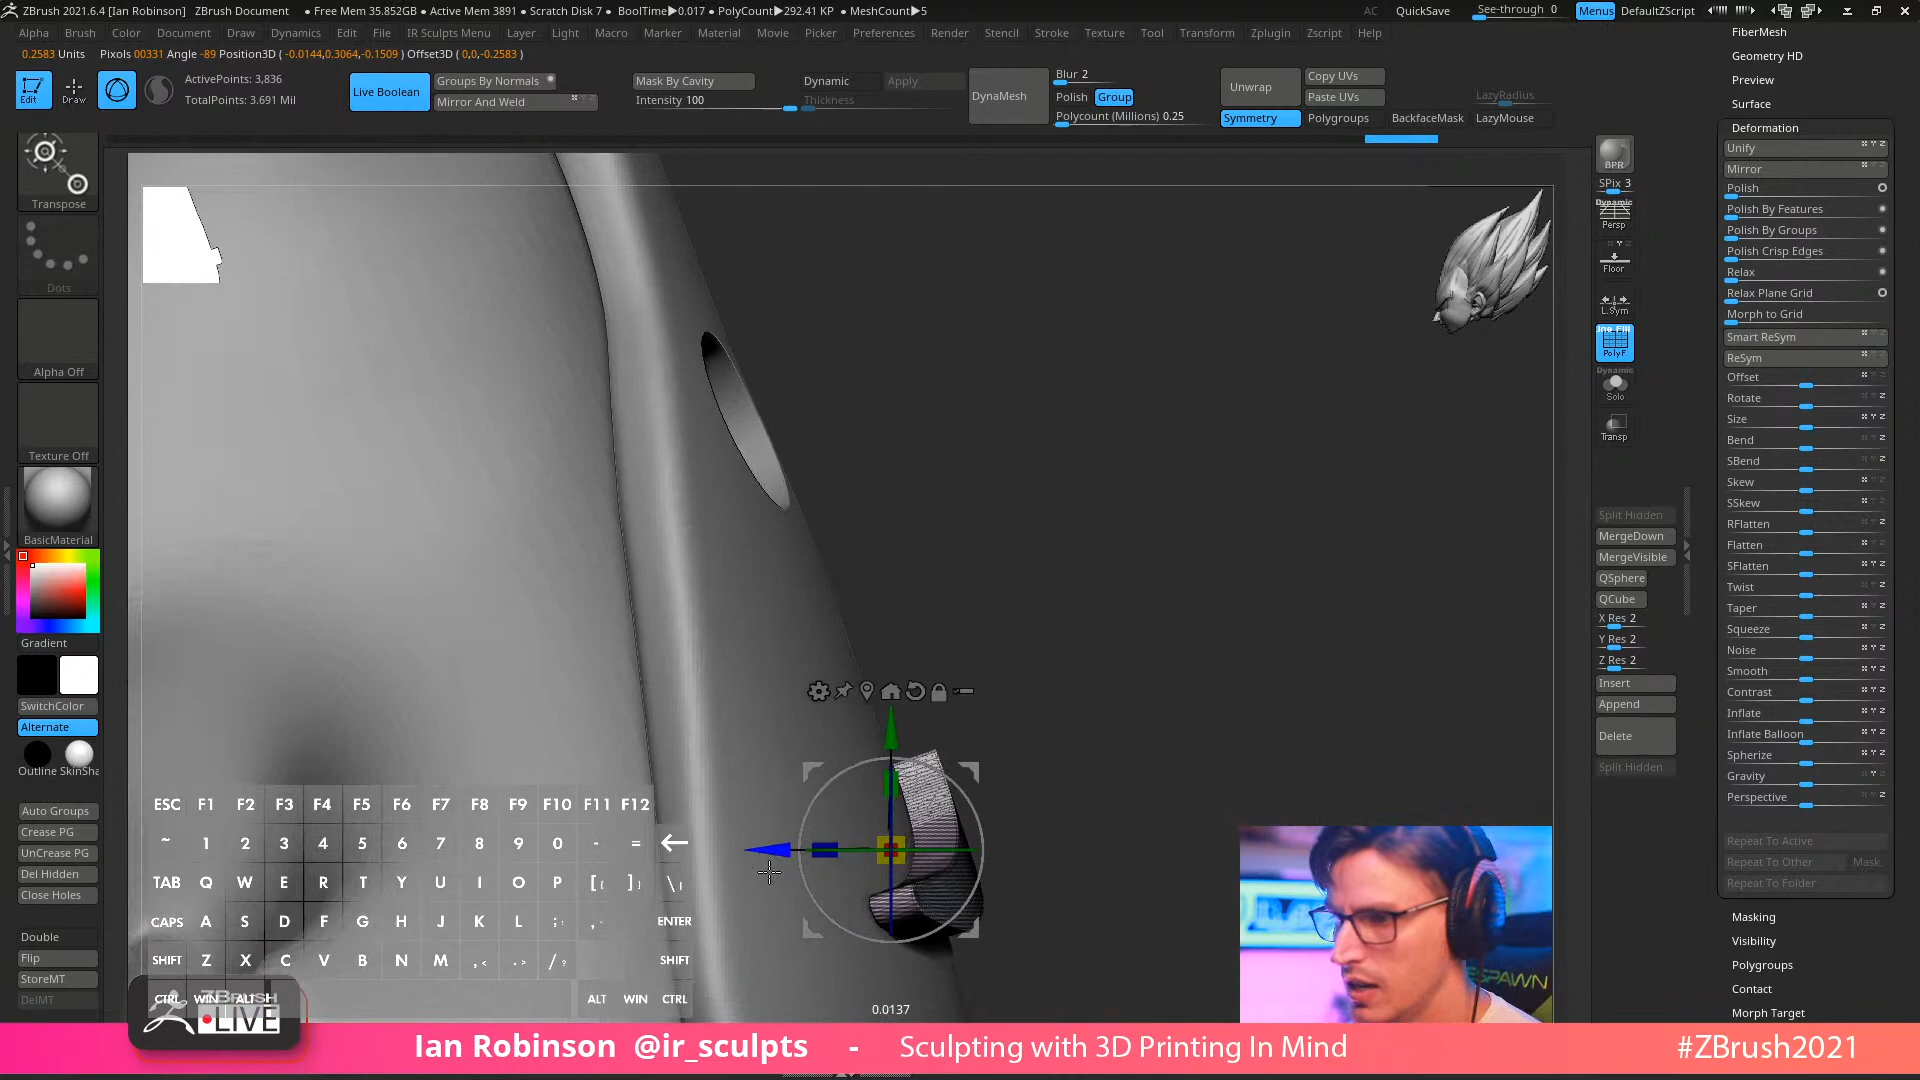 ZBrush 2021.6.4 [Ian Robinson] ZBrush Document • Free Mem 35.852GB • Active Mem 3891 • Scratch Disk 7 • BoolTime▶0.017 • PolyCount▶292.41 KP • MeshCount▶5 AC QuickSave See-through 0 Menus DefaultZScript
Alpha Brush Color Document Draw Dynamics Edit File IR Sculpts Menu Layer Light Macro Marker Material Movie Picker Preferences Render Stencil Stroke Texture Tool Transform Zplugin Zscript Help
0.2583 Units Pixols 00331 Angle -89 Position3D ( -0.0144,0.3064,-0.1509 ) Offset3D ( 0,0,-0.2583 )
Edit
Draw
ActivePoints: 3,836
TotalPoints: 3.691 Mil
Live Boolean
Groups By Normals
Mirror And Weld
Mask By Cavity
Intensity 100
Dynamic
Apply
Thickness
DynaMesh
Blur 2
Polish Group
Polycount (Millions) 0.25
Unwrap
Symmetry
Copy UVs
Paste UVs
Polygroups
BackfaceMask
LazyRadius
LazyMouse
Transpose
Dots
Alpha Off
Texture Off
BasicMaterial
Gradient
SwitchColor
Alternate
Outline SkinSha
Auto Groups
Crease PG
UnCrease PG
Del Hidden
Close Holes
Double
Flip
StoreMT
DelMT
BPR
SPix 3
Dynamic
Persp
Floor
L.Sym
Line Fill
PolyF
Dynamic
Solo
Transp
Split Hidden
MergeDown
MergeVisible
QSphere
QCube
X Res 2
Y Res 2
Z Res 2
Insert
Append
Delete
Split Hidden
FiberMesh
Geometry HD
Preview
Surface
Deformation
Unify
Mirror
Polish
Polish By Features
Polish By Groups
Polish Crisp Edges
Relax
Relax Plane Grid
Morph to Grid
Smart ReSym
ReSym
Offset
Rotate
Size
Bend
SBend
Skew
SSkew
RFlatten
Flatten
SFlatten
Twist
Taper
Squeeze
Noise
Smooth
Contrast
Inflate
Inflate Balloon
Spherize
Gravity
Perspective
Repeat To Active
Repeat To Other Mask
Repeat To Folder
Masking
Visibility
Polygroups
Contact
Morph Target
ESC F1 F2 F3 F4 F5 F6 F7 F8 F9 F10 F11 F12
~ 1 2 3 4 5 6 7 8 9 0 - = ←
TAB Q W E R T Y U I O P [{ ]} \|
CAPS A S D F G H J K L ;: ,. ENTER
SHIFT Z X C V B N M ,< .> /? SHIFT
CTRL WIN ALT ALT WIN CTRL
ZBRUSH
LIVE
0.0137
Ian Robinson @ir_sculpts - Sculpting with 3D Printing In Mind #ZBrush2021